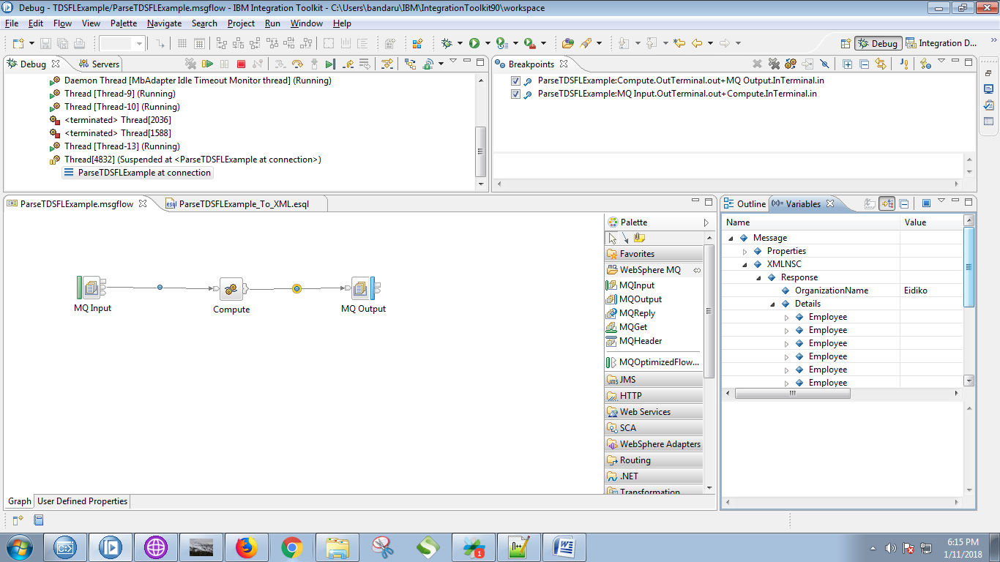 Debug - TDSFLExample/ParseTDSFLExample.msgflow - IBM Integration Toolkit - C:\Users\bandaru\IBM\IntegrationToolkit90\workspace
File Edit Flow View Palette Navigate Search Project Run Window Help
Debug Integration D...
Debug Servers
Daemon Thread [MbAdapter Idle Timeout Monitor thread] (Running)
Thread [Thread-9] (Running)
Thread [Thread-10] (Running)
<terminated> Thread[2036]
<terminated> Thread[1588]
Thread [Thread-13] (Running)
Thread[4832] (Suspended at <ParseTDSFLExample at connection>)
ParseTDSFLExample at connection
Breakpoints
ParseTDSFLExample:Compute.OutTerminal.out+MQ Output.InTerminal.in
ParseTDSFLExample:MQ Input.OutTerminal.out+Compute.InTerminal.in
ParseTDSFLExample.msgflow ParseTDSFLExample_To_XML.esql
MQ Input
Compute
MQ Output
Palette
Favorites
WebSphere MQ
MQInput
MQOutput
MQReply
MQGet
MQHeader
MQOptimizedFlow...
JMS
HTTP
Web Services
SCA
WebSphere Adapters
Routing
.NET
Transformation
Graph User Defined Properties
Outline (x)= Variables
Name Value
Message
Properties
XMLNSC
Response
OrganizationName Eidiko
Details
Employee
Employee
Employee
Employee
Employee
Employee
6:15 PM
1/11/2018